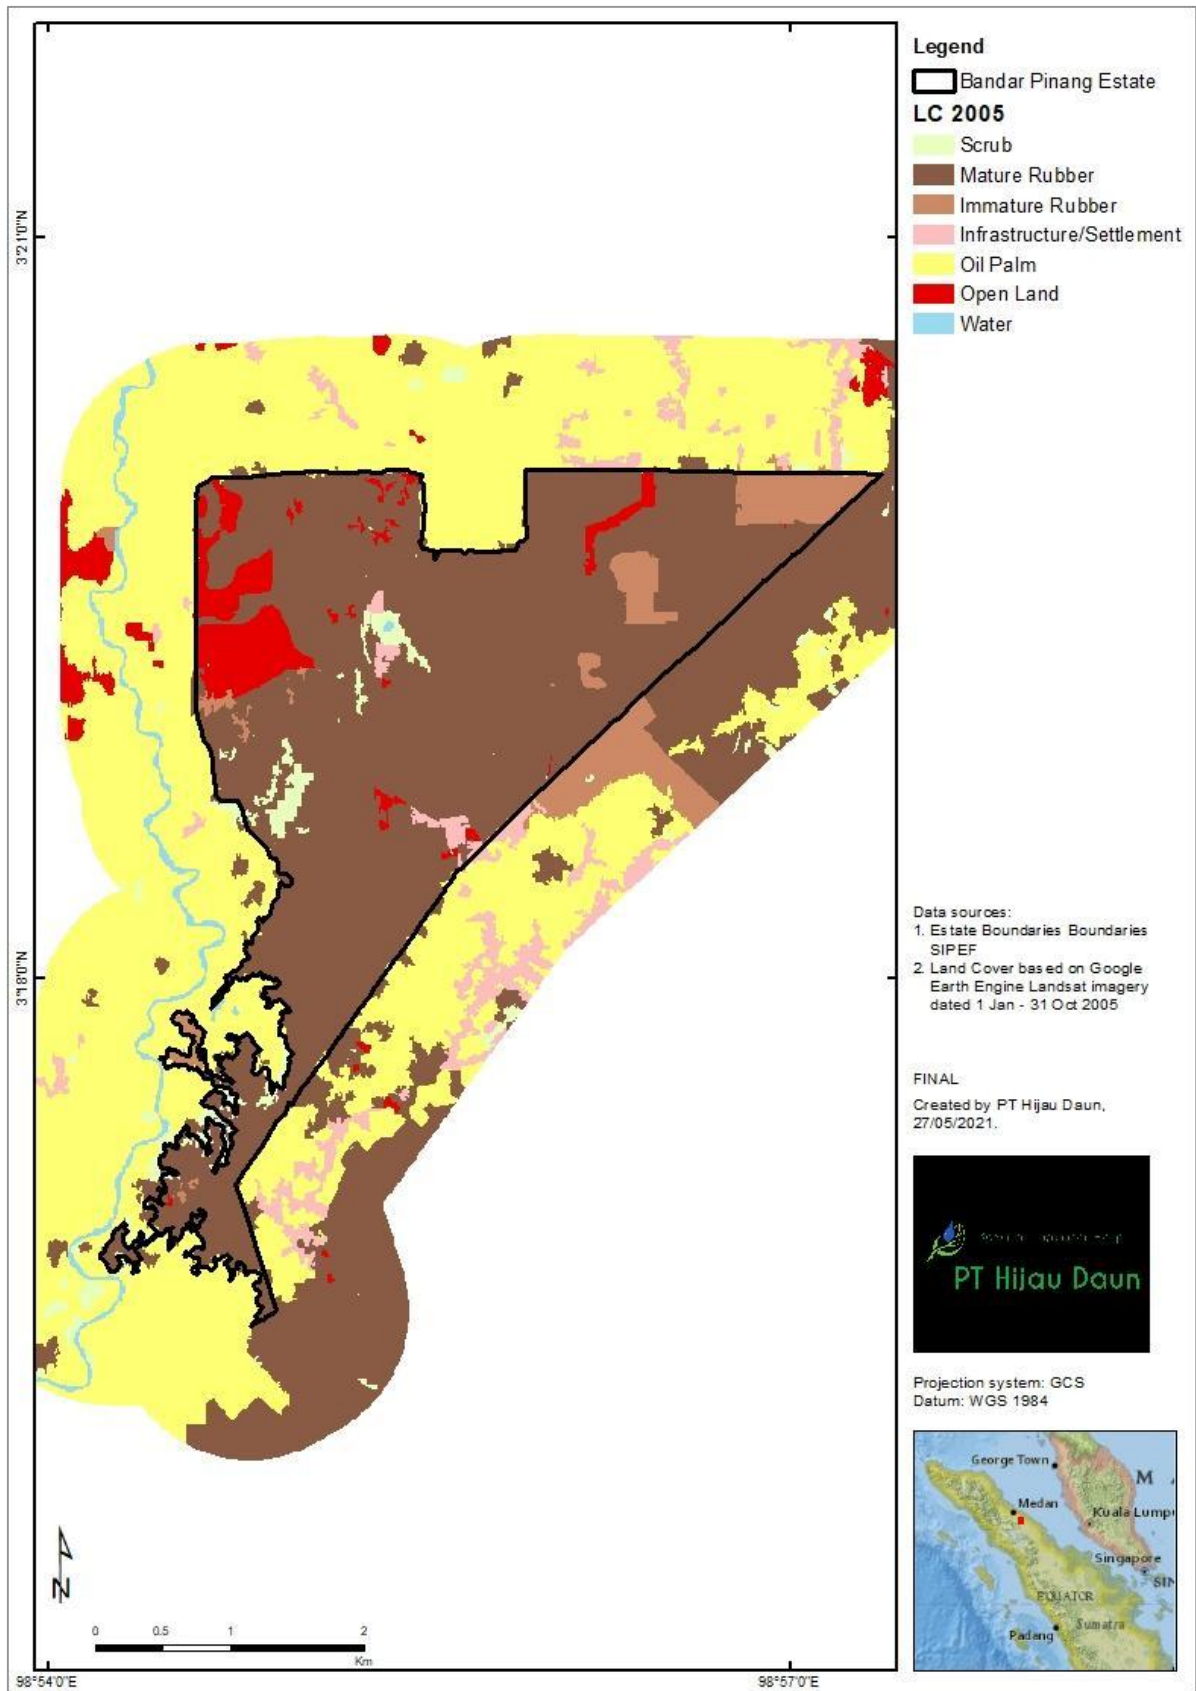 Legend
Bandar Pinang Estate
LC 2005
Scrub
Mature Rubber
Immature Rubber
Infrastructure/Settlement
Oil Palm
Open Land
Water
3°21'0"N
3°18'0"N
Data sources:
1. Estate Boundaries Boundaries
SIPEF
2. Land Cover based on Google
Earth Engine Landsat imagery
dated 1 Jan - 31 Oct 2005
FINAL
Created by PT Hijau Daun,
27/05/2021.
PT Hijau Daun
Projection system: GCS
Datum: WGS 1984
George Town
M
Medan
Kuala Lump
Singapore
SIN
EQUATOR
Sumatra
Padang
N
0 0.5 1 2
Km
98°54'0"E 98°57'0"E